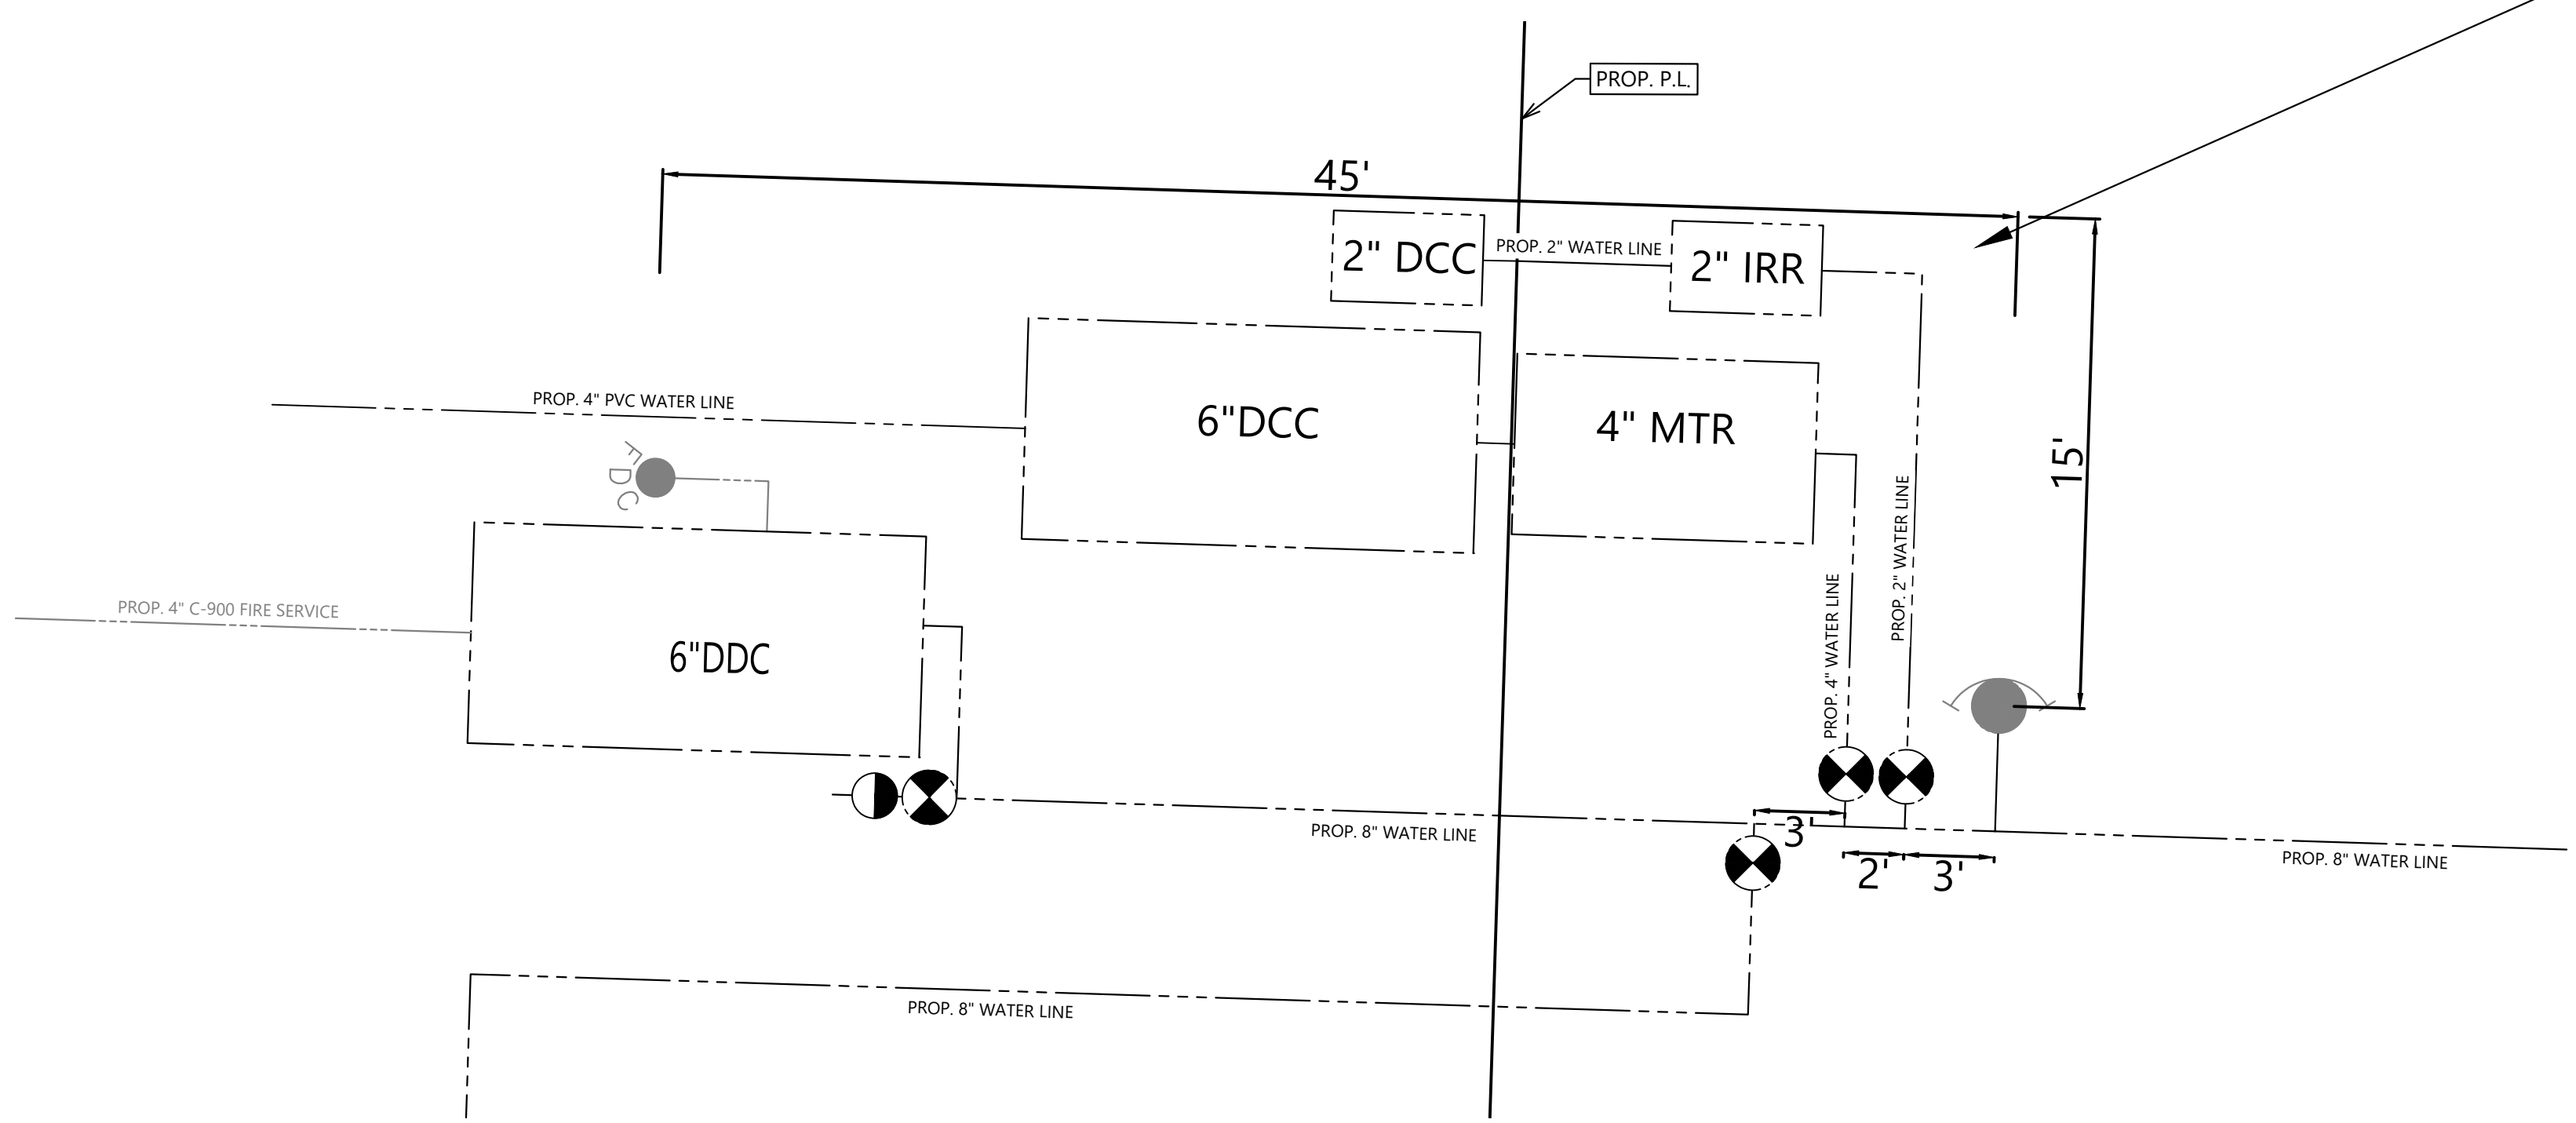 PROP. P.L.
45'
2" DCC
PROP. 2" WATER LINE
2" IRR
PROP. 4" PVC WATER LINE
6"DCC
4" MTR
15'
FDC
PROP. 2" WATER LINE
PROP. 4" WATER LINE
PROP. 4" C-900 FIRE SERVICE
6"DDC
PROP. 8" WATER LINE
3'
2'
3'
PROP. 8" WATER LINE
PROP. 8" WATER LINE